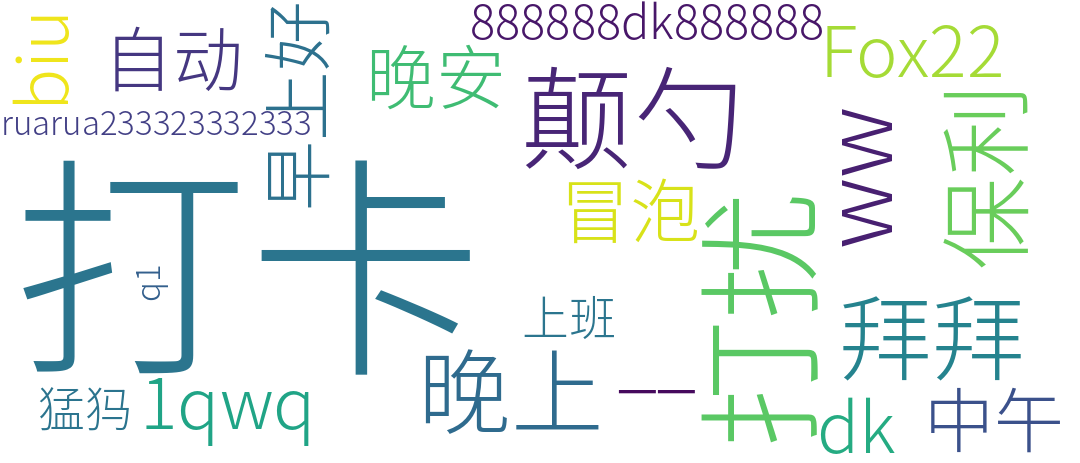 888888dk888888
biu
自动
早上好
晚安
颠勺
Fox22
ruarua233323332333
ww
保利
打卡
冒泡
打扰
q1
上班
拜拜
猛犸
1qwq
晚上
一一
dk
中午